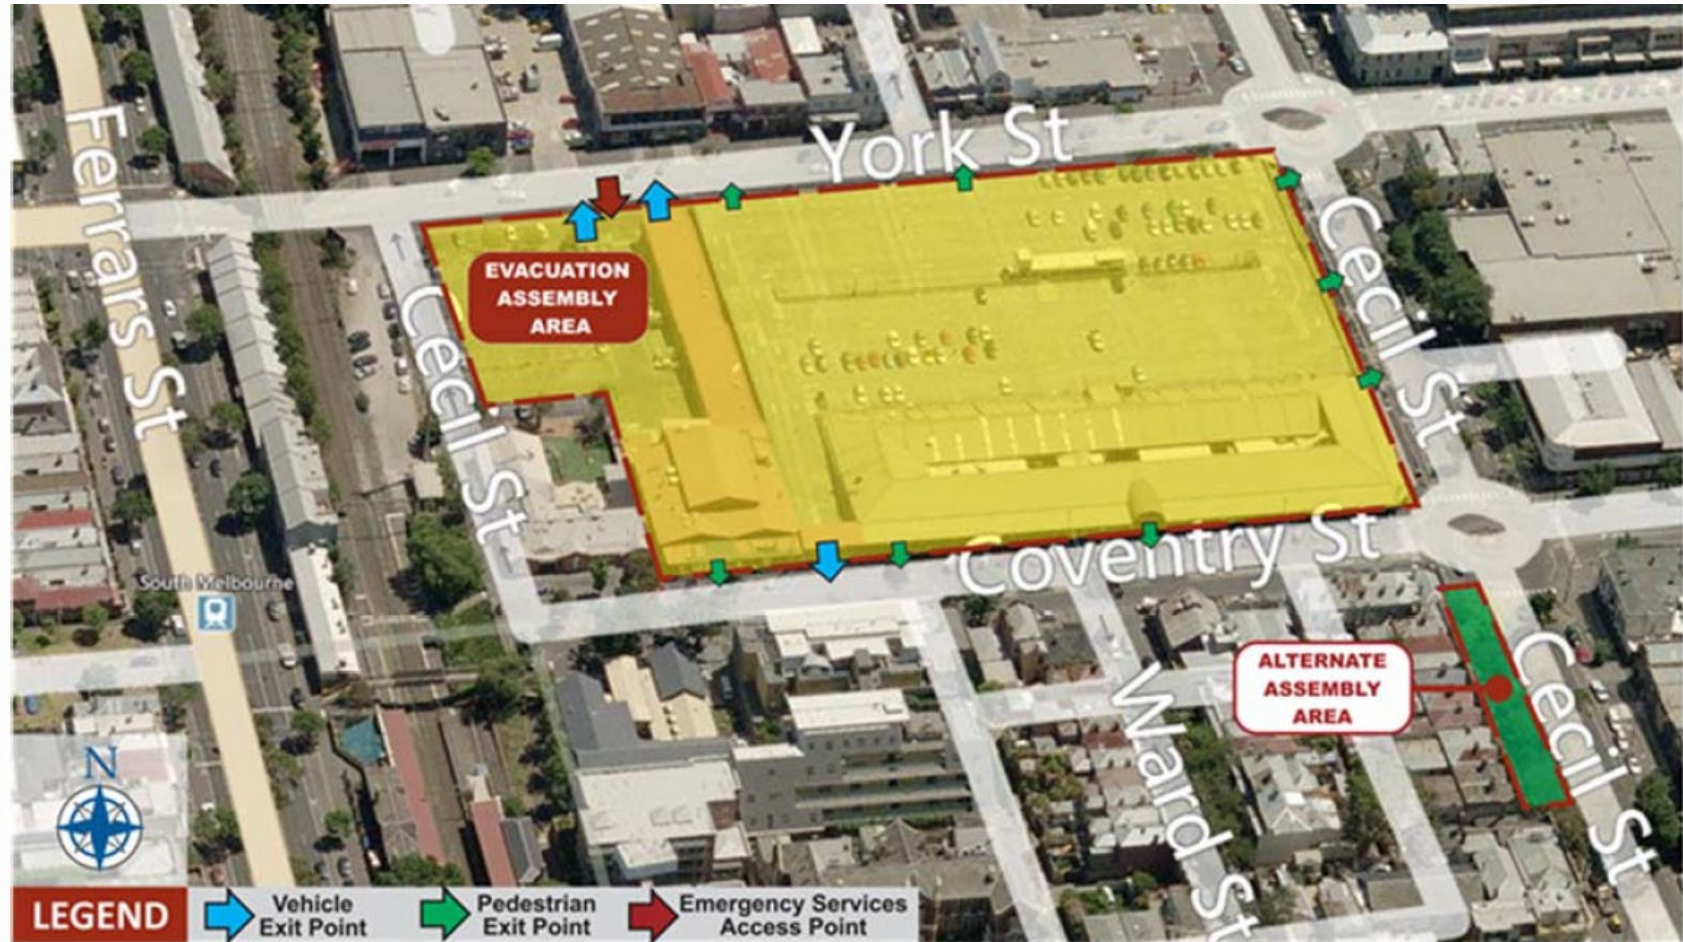 York St
Ferrars St
Cecil St
EVACUATION
ASSEMBLY
AREA
Cecil St
Coventry St
South Melbourne
ALTERNATE
ASSEMBLY
AREA
Ward St
Cecil St
N
LEGEND
Vehicle
Exit Point
Pedestrian
Exit Point
Emergency Services
Access Point